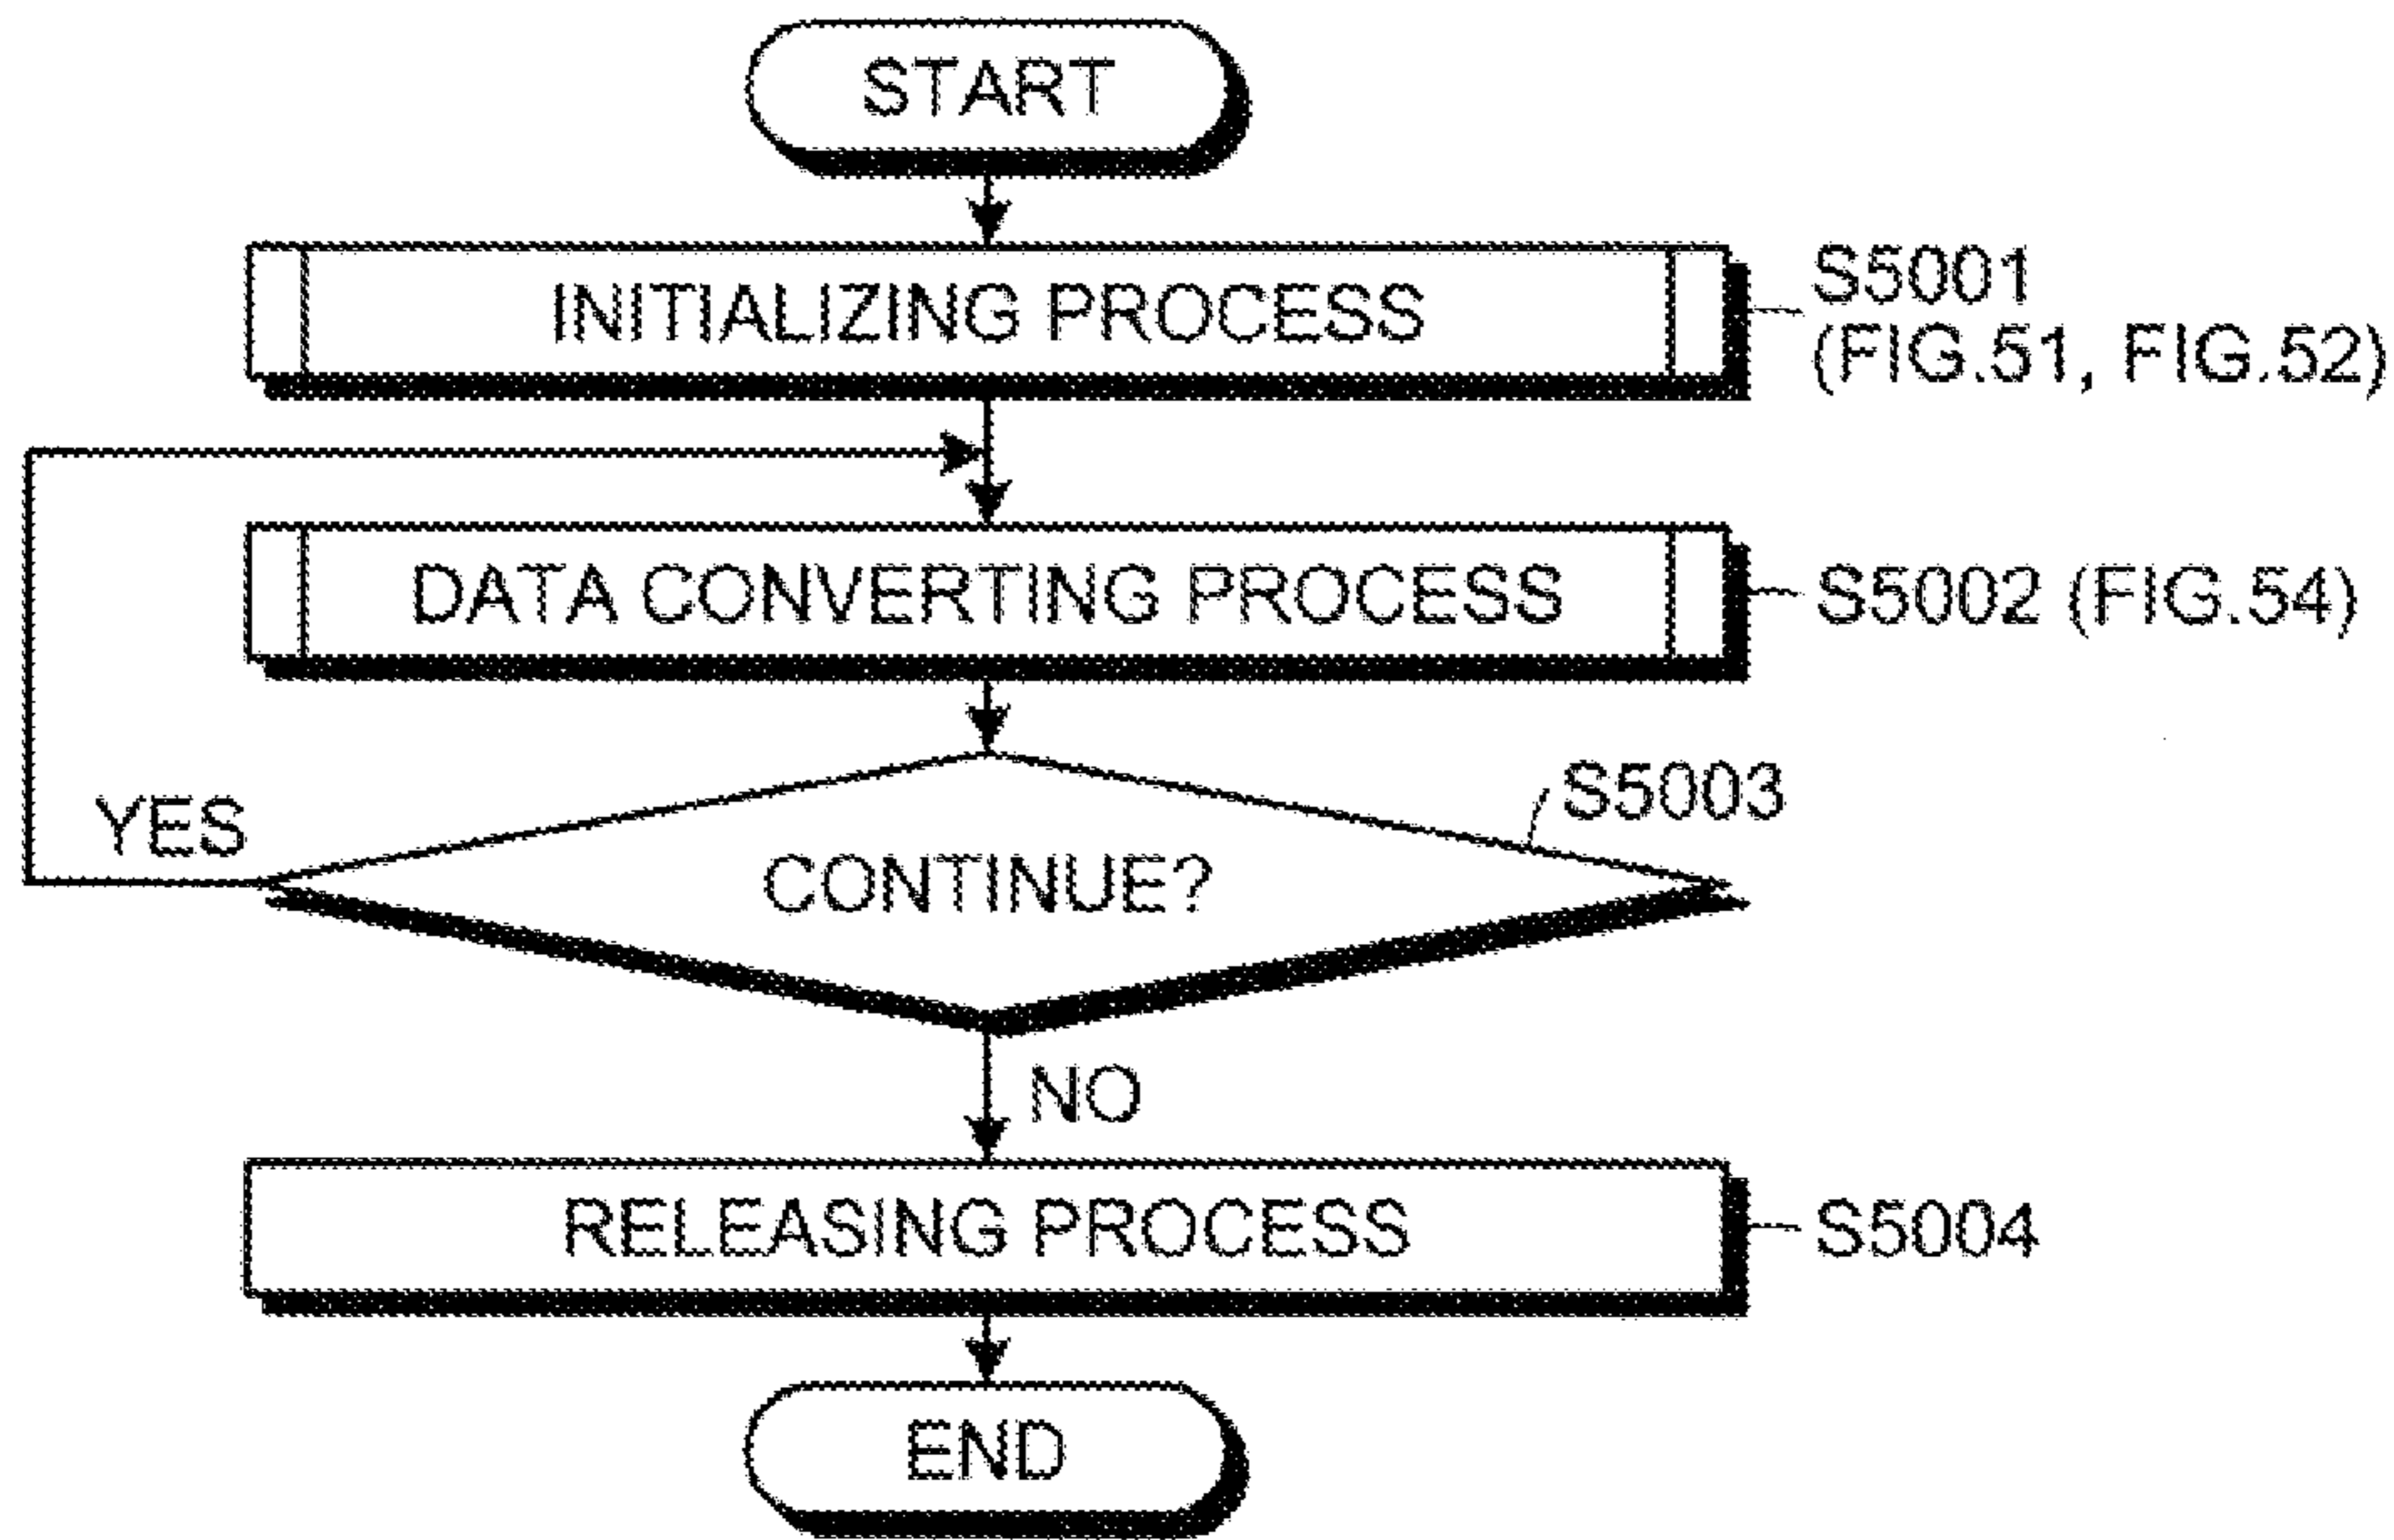 START
INITIALIZING PROCESS
S5001
(FIG.51, FIG.52)
DATA CONVERTING PROCESS
S5002 (FIG.54)
S5003
YES
CONTINUE?
NO
RELEASING PROCESS
S5004
END